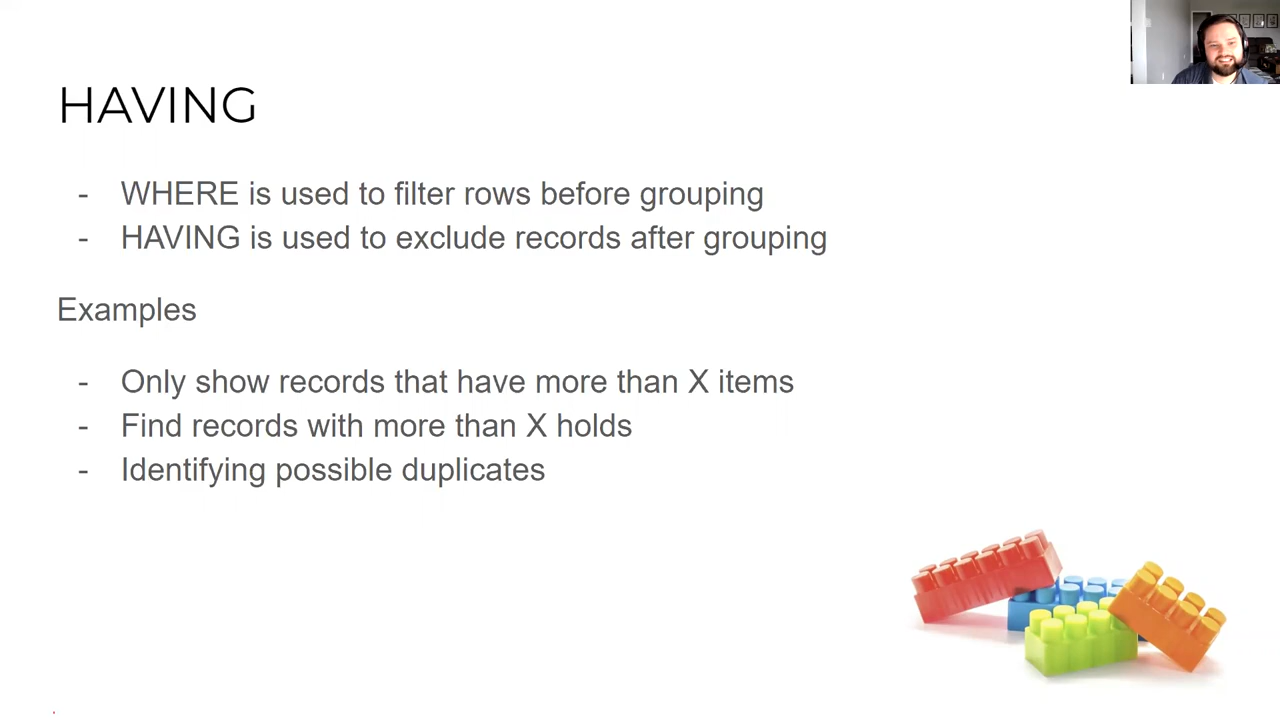 HAVING
- WHERE is used to filter rows before grouping
- HAVING is used to exclude records after grouping
Examples
- Only show records that have more than X items
- Find records with more than X holds
- Identifying possible duplicates